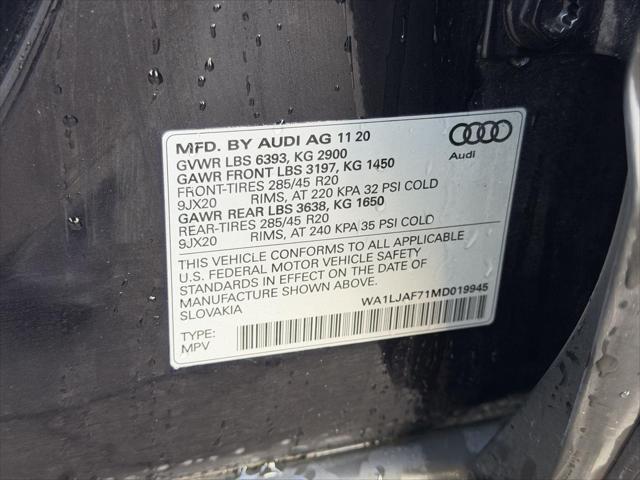 MFD. BY AUDI AG 11 20
GVWR LBS 6393, KG 2900
GAWR FRONT LBS 3197, KG 1450
FRONT-TIRES 285/45 R20
9JX20 RIMS, AT 220 KPA 32 PSI COLD
GAWR REAR LBS 3638, KG 1650
REAR-TIRES 285/45 R20
9JX20 RIMS, AT 240 KPA 35 PSI COLD
Audi
THIS VEHICLE CONFORMS TO ALL APPLICABLE
U.S. FEDERAL MOTOR VEHICLE SAFETY
STANDARDS IN EFFECT ON THE DATE OF
MANUFACTURE SHOWN ABOVE.
SLOVAKIA
WA1LJAF71MD019945
TYPE:
MPV